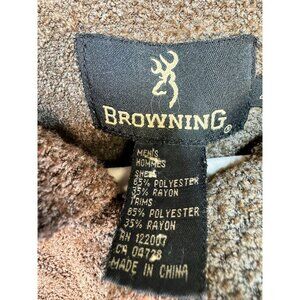 BROWNING®
MEN'S
HOMMES
SHELL
65% POLYESTER
35% RAYON
TRIMS
65% POLYESTER
35% RAYON
RN 122007
CA 04728
MADE IN CHINA